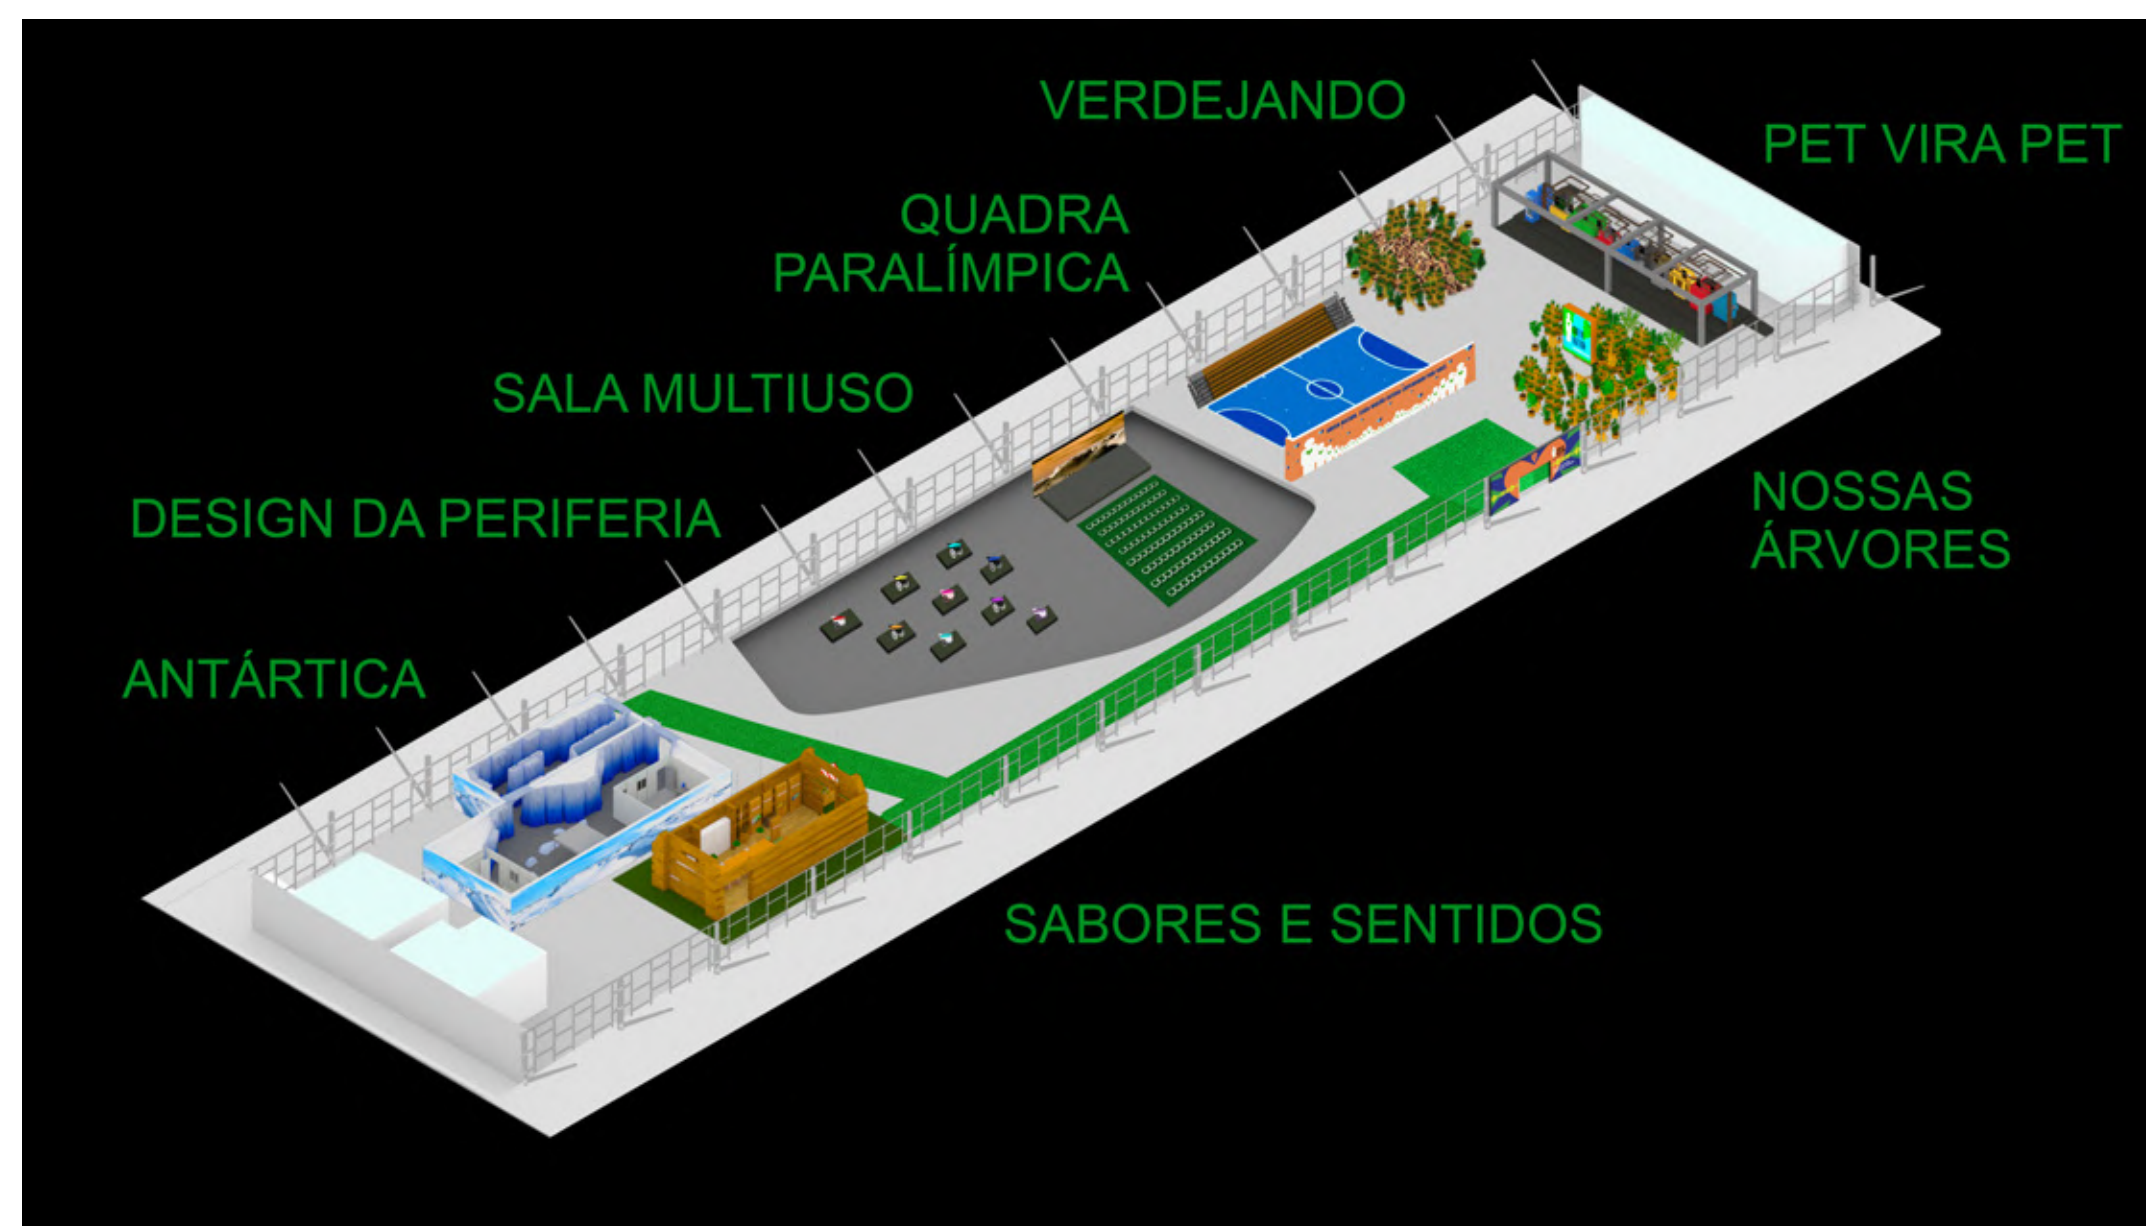 VERDEJANDO
PET VIRA PET
QUADRA
PARALÍMPICA
SALA MULTIUSO
DESIGN DA PERIFERIA
NOSSAS
ÁRVORES
ANTÁRTICA
SABORES E SENTIDOS